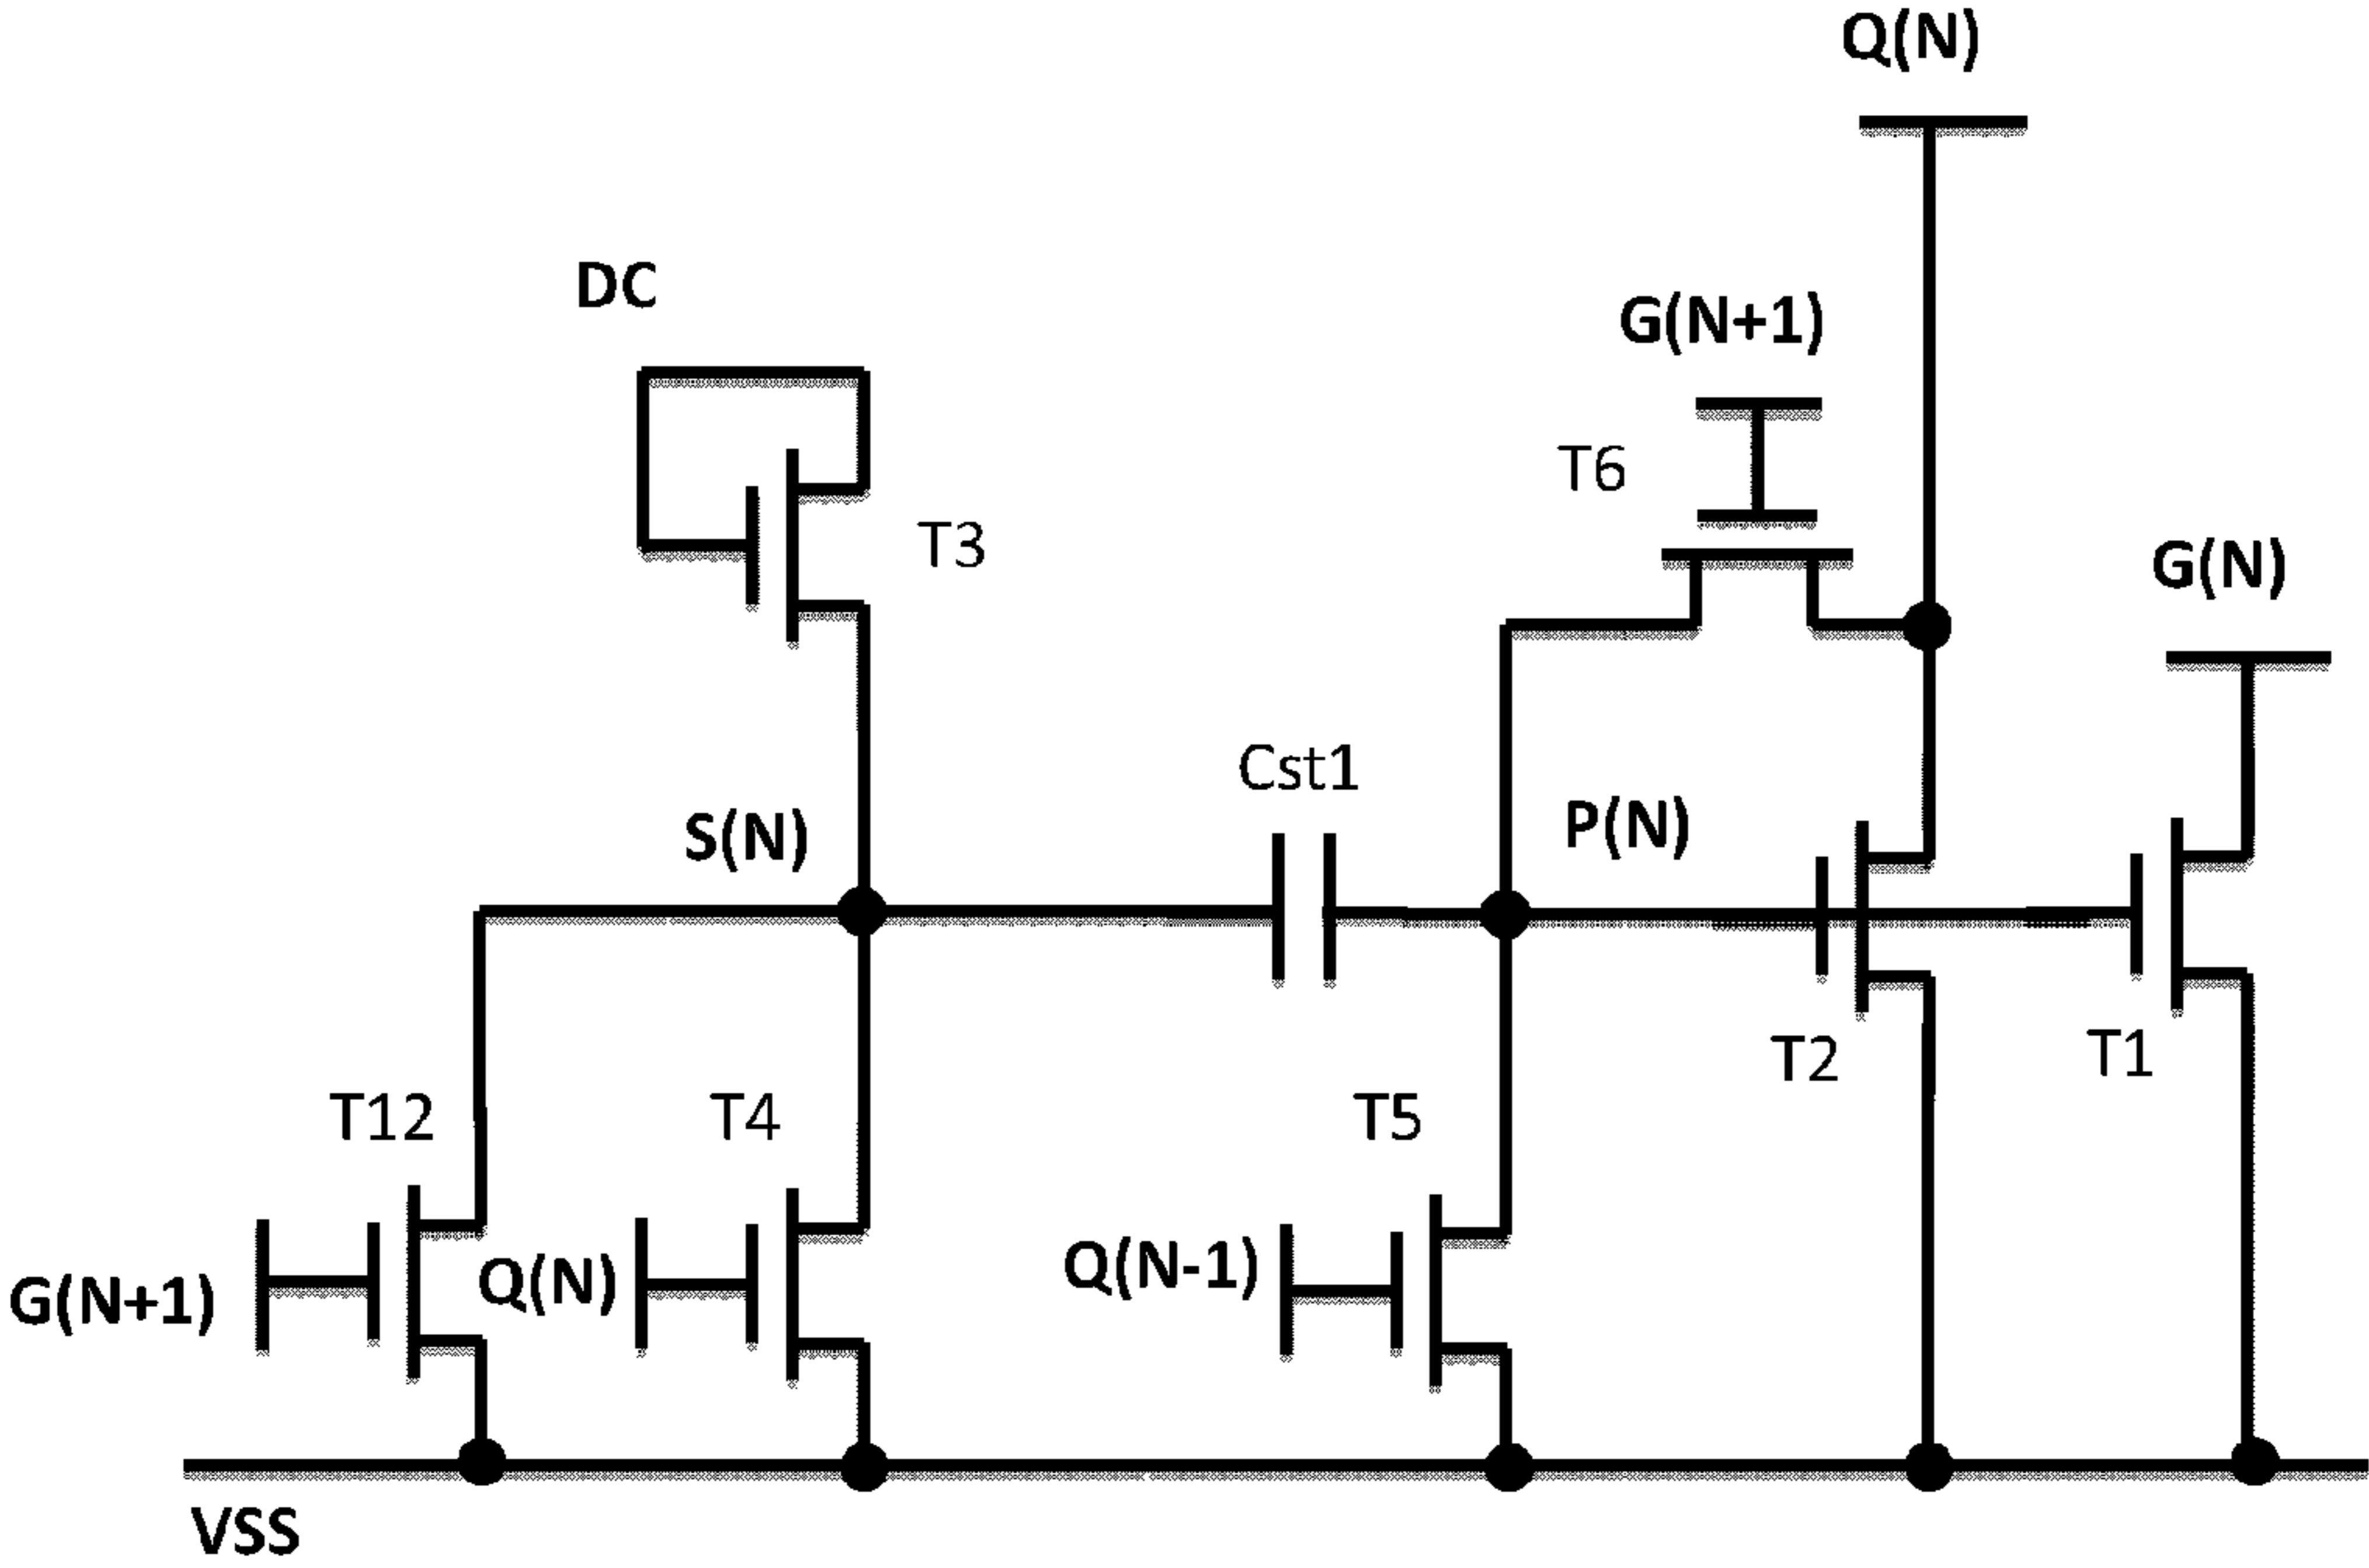 Q(N)
DC
G(N+1)
T6
T3
G(N)
Cst1
S(N)
P(N)
T2
T1
T12
T4
T5
G(N+1)
Q(N)
Q(N-1)
VSS